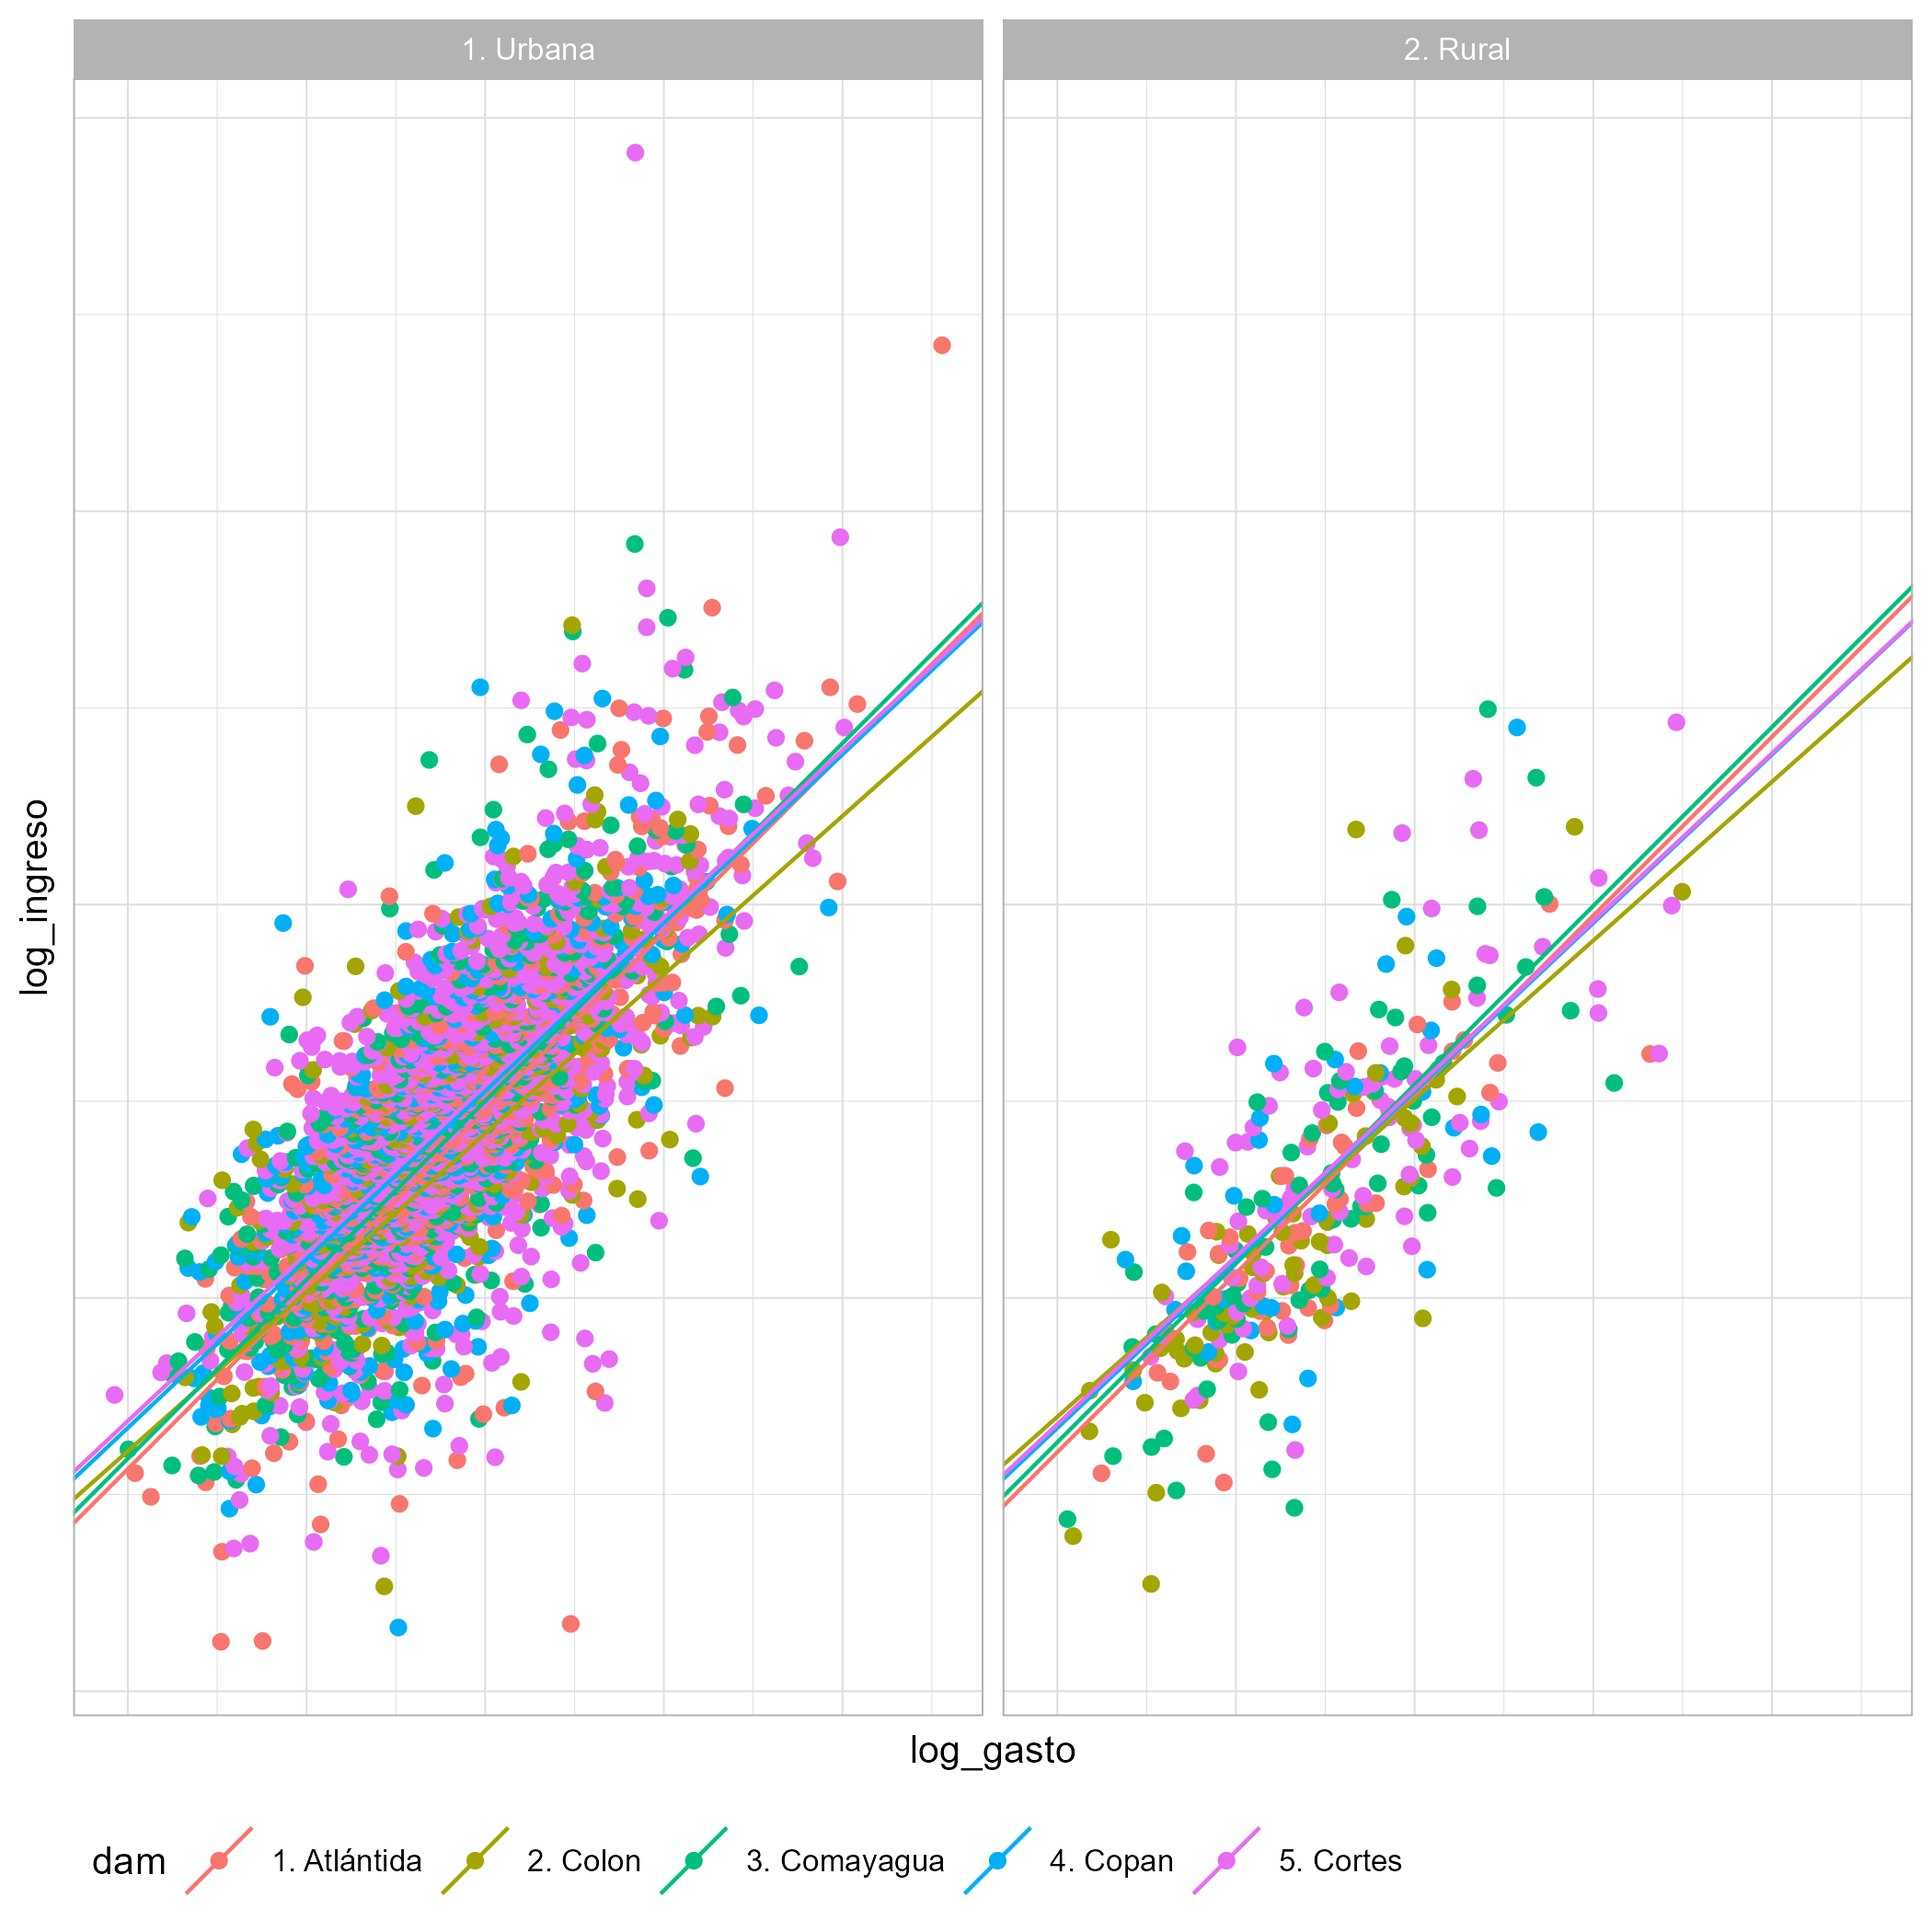 1. Urbana
2. Rural
log_ingreso
log_gasto
dam 1. Atlántida 2. Colon 3. Comayagua 4. Copan 5. Cortes